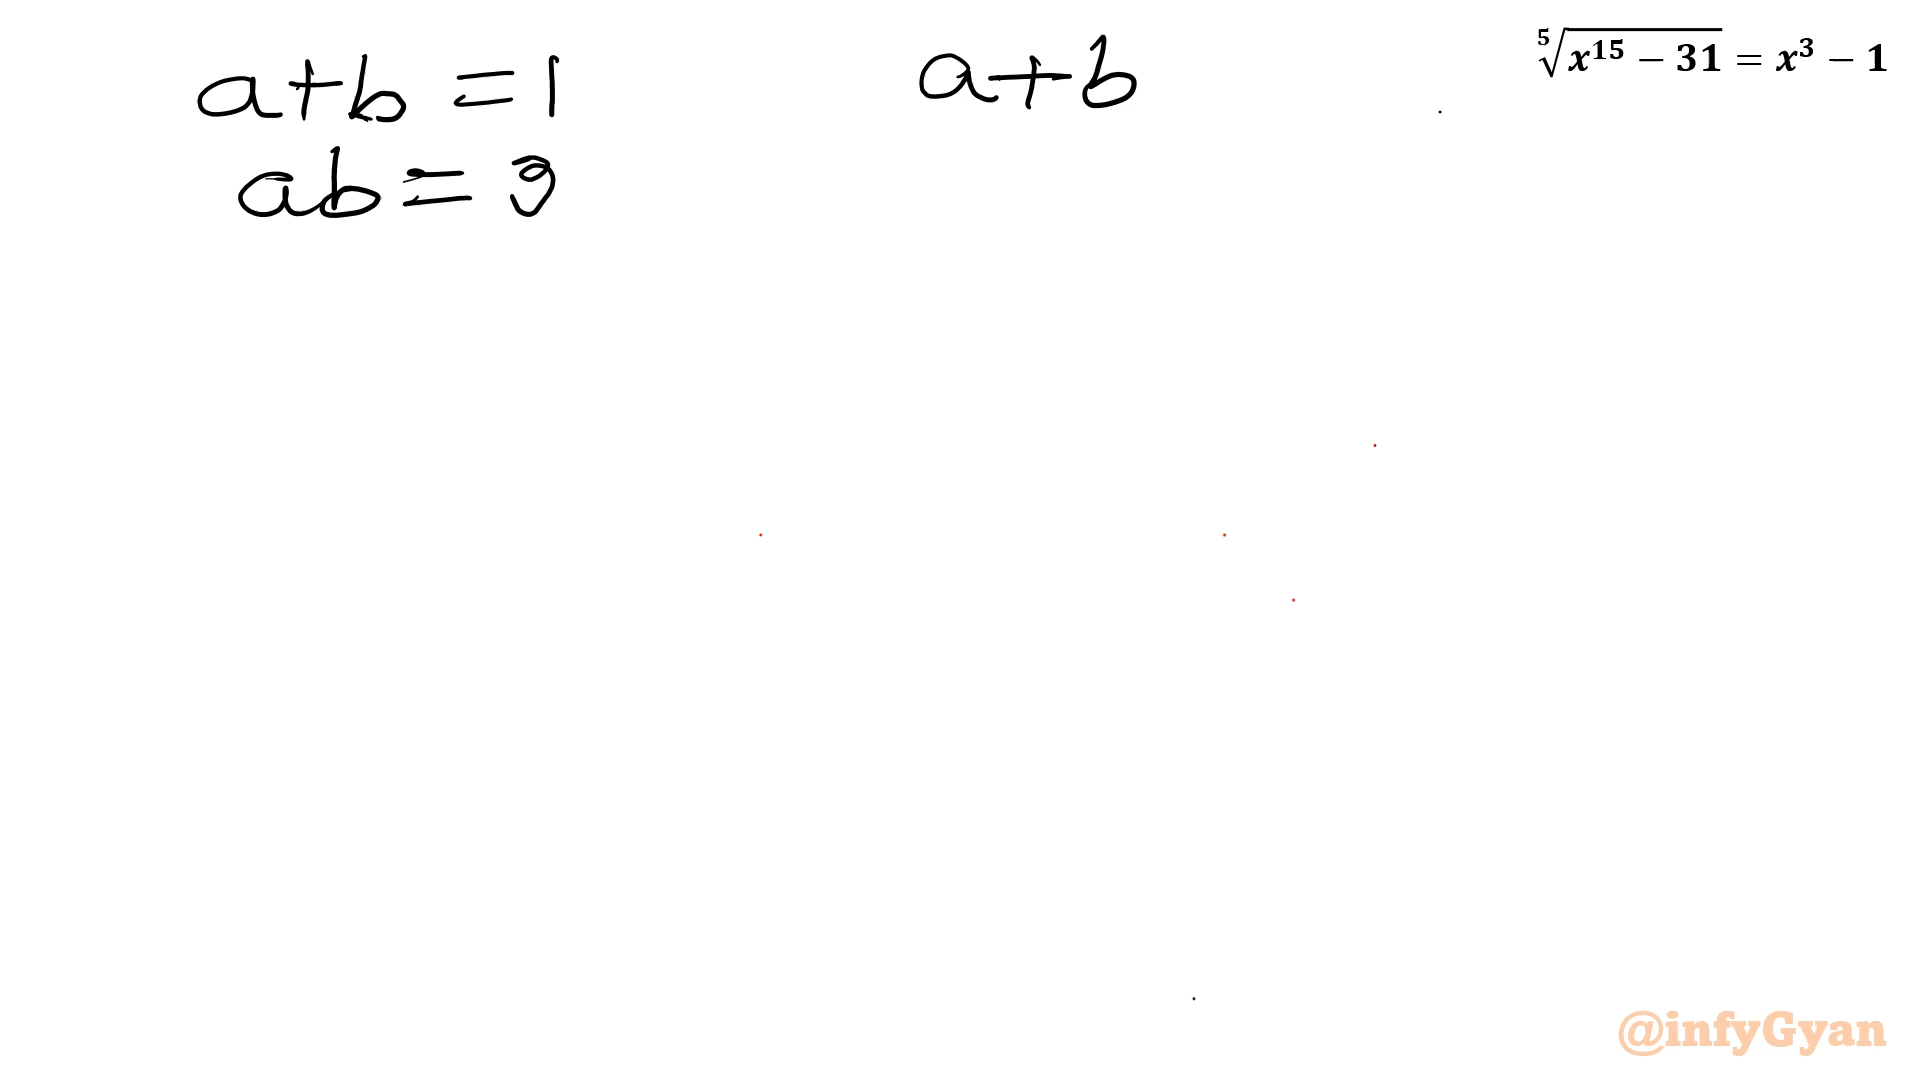 a+b = 1
ab = 3
a+b
⁵√(x¹⁵ − 31) = x³ − 1
@infyGyan